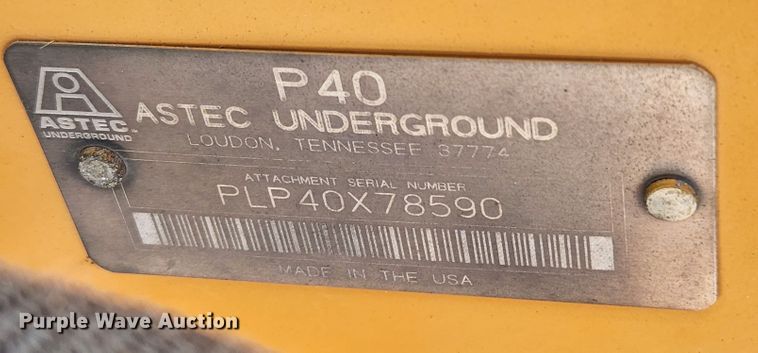 P40
ASTEC UNDERGROUND
ASTEC
UNDERGROUND
LOUDON, TENNESSEE 37774
ATTACHMENT SERIAL NUMBER
PLP40X78590
MADE IN THE USA
Purple Wave Auction